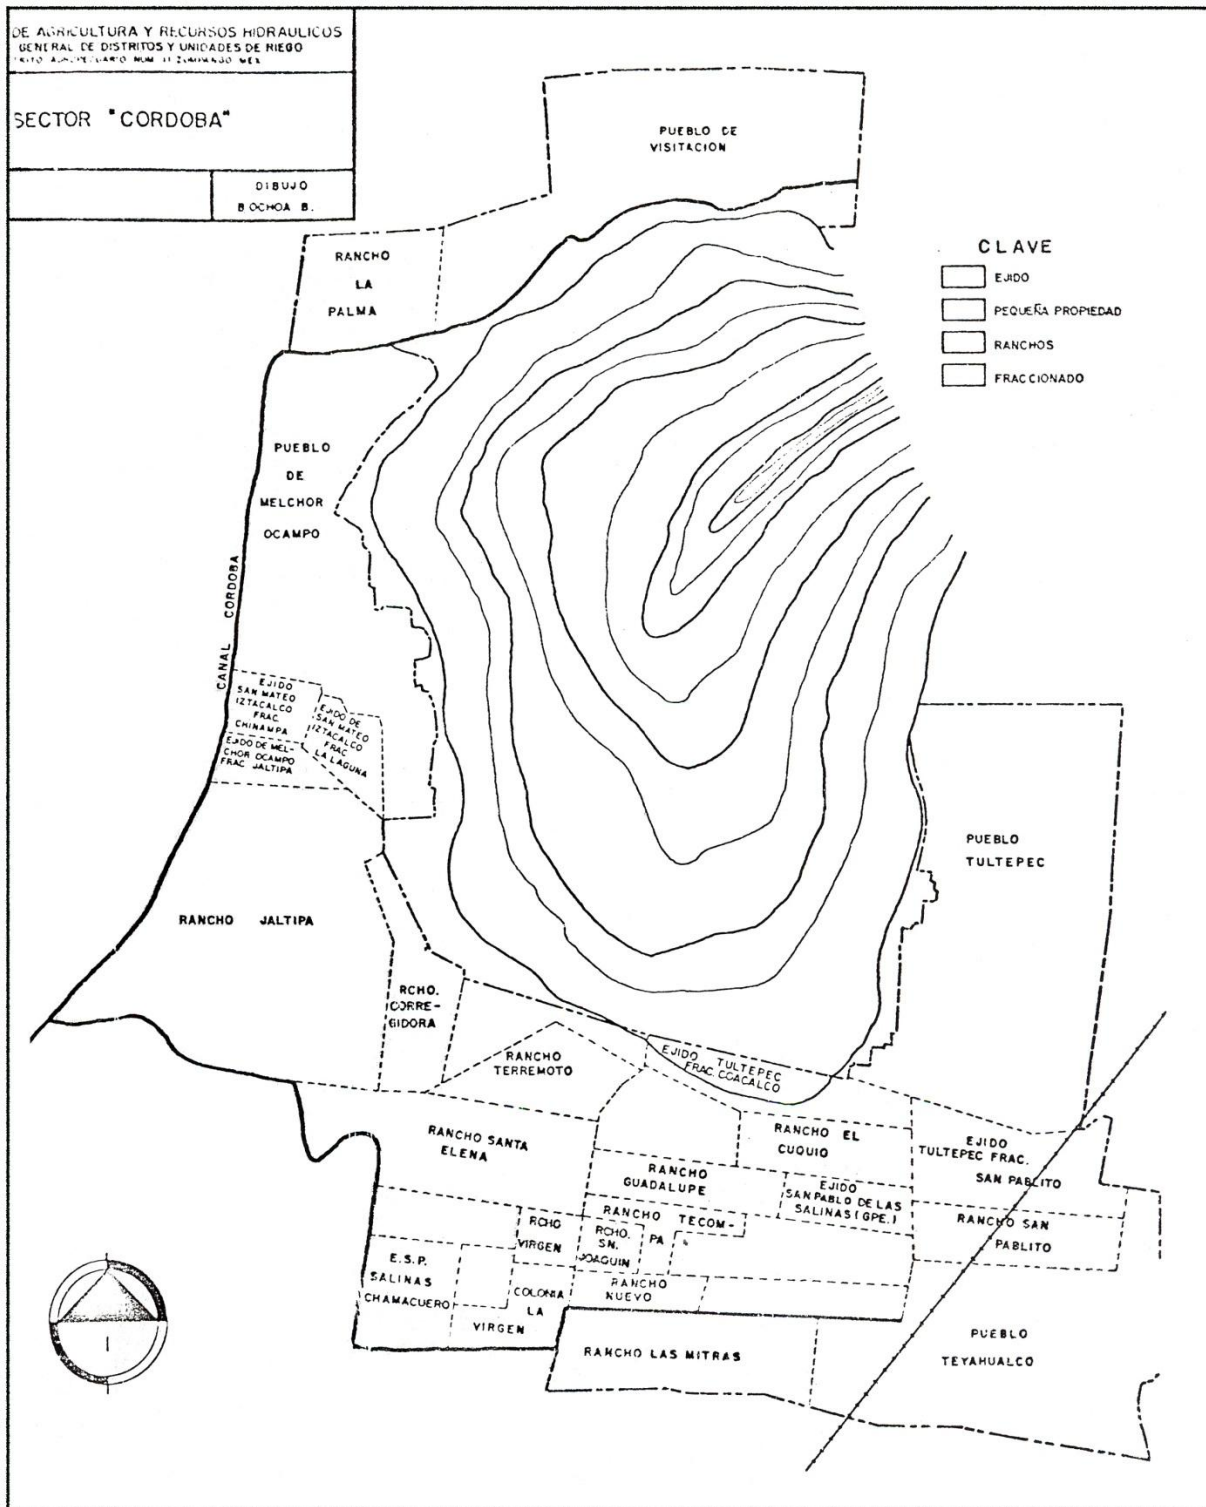 DE AGRICULTURA Y RECURSOS HIDRAULICOS
GENERAL DE DISTRITOS Y UNIDADES DE RIEGO
SECTOR "CORDOBA"
DIBUJO
B OCHOA B.
PUEBLO DE
VISITACION
CLAVE
EJIDO
PEQUEÑA PROPIEDAD
RANCHOS
FRACCIONADO
RANCHO
LA
PALMA
PUEBLO
DE
MELCHOR
OCAMPO
CANAL CORDOBA
EJIDO
SAN MATEO
IZTACALCO
FRAC.
CHINAMPA
EJIDO DE
SAN MATEO
IZTACALCO
FRAC
LA LAGUNA
EJIDO DE MEL-
CHOR OCAMPO
FRAC JALTIPA
PUEBLO
TULTEPEC
RANCHO JALTIPA
RCHO.
CORRE-
GIDORA
RANCHO
TERREMOTO
EJIDO TULTEPEC
FRAC. COACALCO
RANCHO SANTA
ELENA
RANCHO EL
CUQUIO
EJIDO
TULTEPEC FRAC.
SAN PABLITO
RANCHO
GUADALUPE
EJIDO
SAN PABLO DE LAS
SALINAS (GPE.)
RANCHO TECOM-
PA
RANCHO SAN
PABLITO
RCHO
VIRGEN
RCHO.
SN.
JOAQUIN
E.S.P.
SALINAS
CHAMACUERO
COLONIA
LA
VIRGEN
RANCHO
NUEVO
RANCHO LAS MITRAS
PUEBLO
TEYAHUALCO